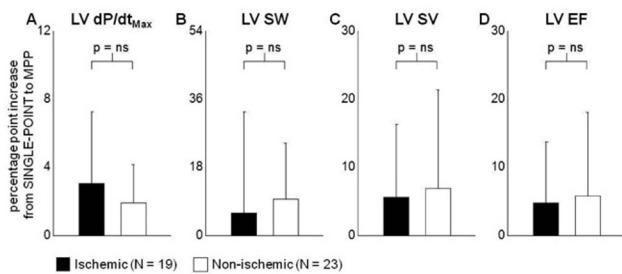 A LV dP/dtMax
B LV SW
C LV SV
D LV EF
percentage point increase
from SINGLE-POINT to MPP
12
8
4
0
p = ns
54
36
18
0
p = ns
30
20
10
0
p = ns
30
20
10
0
p = ns
Ischemic (N = 19)
Non-ischemic (N = 23)